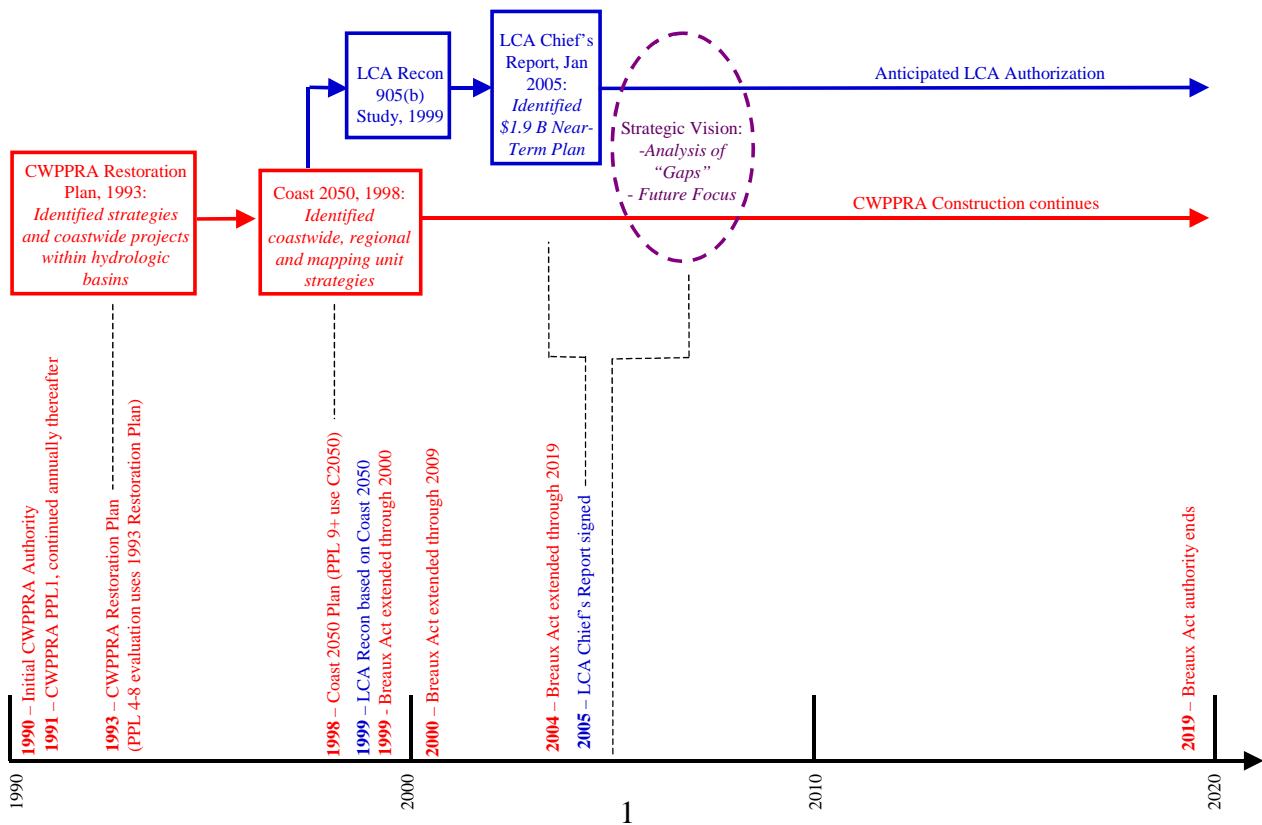 LCA Recon
905(b)
Study, 1999
LCA Chief’s
Report, Jan
2005:
Identified
$1.9 B Near-
Term Plan
Anticipated LCA Authorization
Strategic Vision:
-Analysis of
“Gaps”
- Future Focus
CWPPRA Restoration
Plan, 1993:
Identified strategies
and coastwide projects
within hydrologic
basins
Coast 2050, 1998:
Identified
coastwide, regional
and mapping unit
strategies
CWPPRA Construction continues
1990 – Initial CWPPRA Authority
1991 – CWPPRA PPL1, continued annually thereafter
1993 – CWPPRA Restoration Plan
(PPL 4-8 evaluation uses 1993 Restoration Plan)
1998 – Coast 2050 Plan (PPL 9+ use C2050)
1999 – LCA Recon based on Coast 2050
1999 - Breaux Act extended through 2000
2000 – Breaux Act extended through 2009
2004 – Breaux Act extended through 2019
2005 – LCA Chief’s Report signed
2019 – Breaux Act authority ends
1990
2000
2010
2020
1